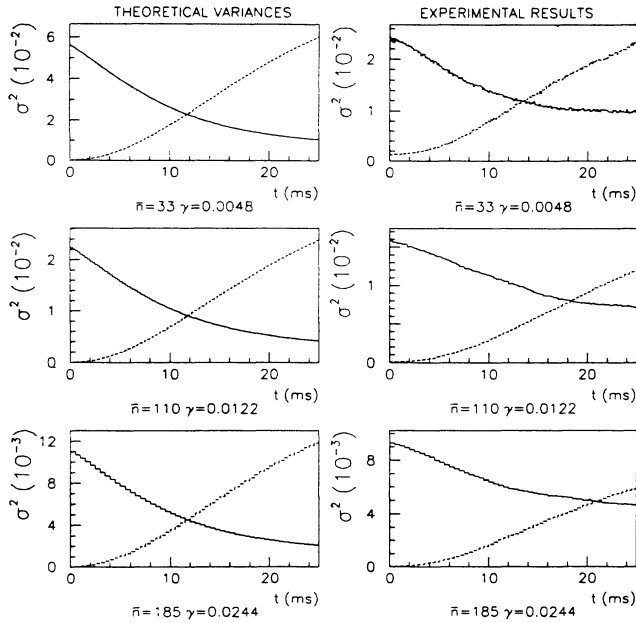 THEORETICAL VARIANCES EXPERIMENTAL RESULTS
σ² (10⁻²) 6 4 2 0
0 10 20
t (ms)
n̄=33 γ=0.0048
σ² (10⁻²) 2 1 0
0 10 20
t (ms)
n̄=33 γ=0.0048
σ² (10⁻²) 2 1 0
0 10 20
t (ms)
n̄=110 γ=0.0122
σ² (10⁻²) 1 0
0 10 20
t (ms)
n̄=110 γ=0.0122
σ² (10⁻³) 12 8 4 0
0 10 20
t (ms)
n̄=185 γ=0.0244
σ² (10⁻³) 8 4 0
0 10 20
t (ms)
n̄=185 γ=0.0244